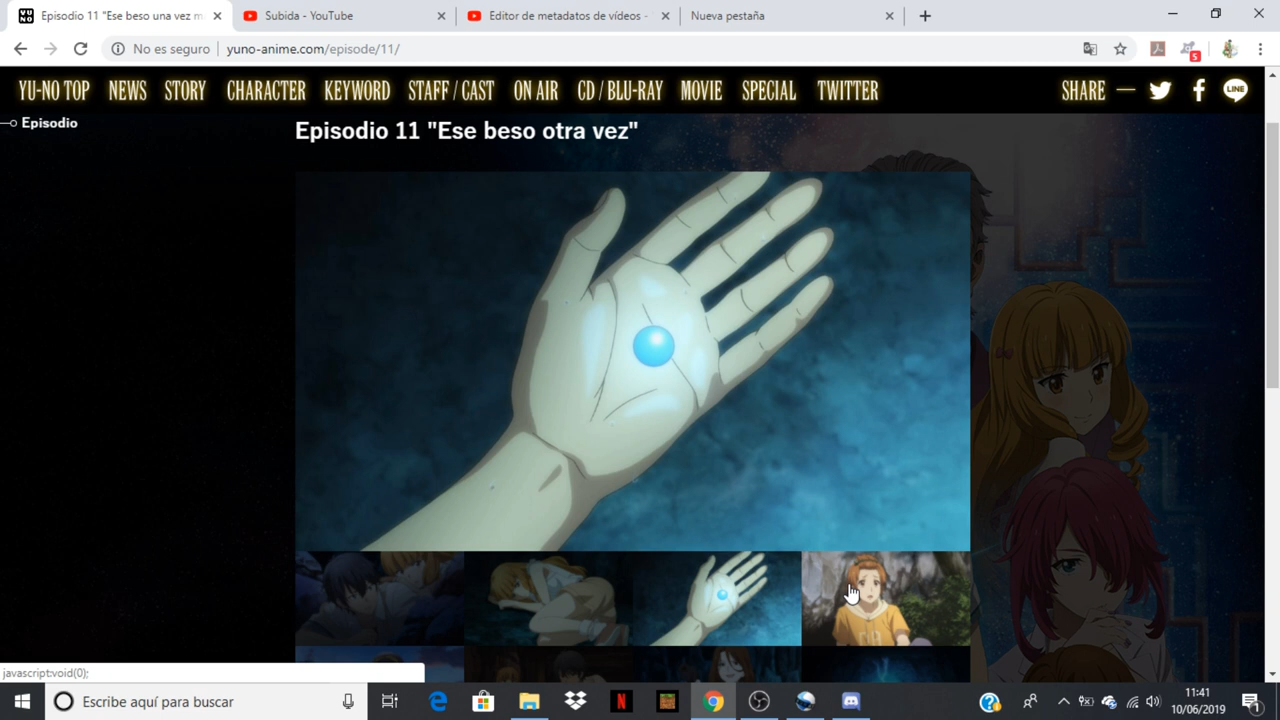 Episodio 11 "Ese beso una vez m
Subida - YouTube
Editor de metadatos de vídeos -
Nueva pestaña
No es seguro
yuno-anime.com/episode/11/
5
YU-NO TOP NEWS STORY CHARACTER KEYWORD STAFF / CAST ON AIR CD / BLU-RAY MOVIE SPECIAL TWITTER SHARE LINE
Episodio
Episodio 11 "Ese beso otra vez"
javascript:void(0);
Escribe aquí para buscar
11:41
10/06/2019
1